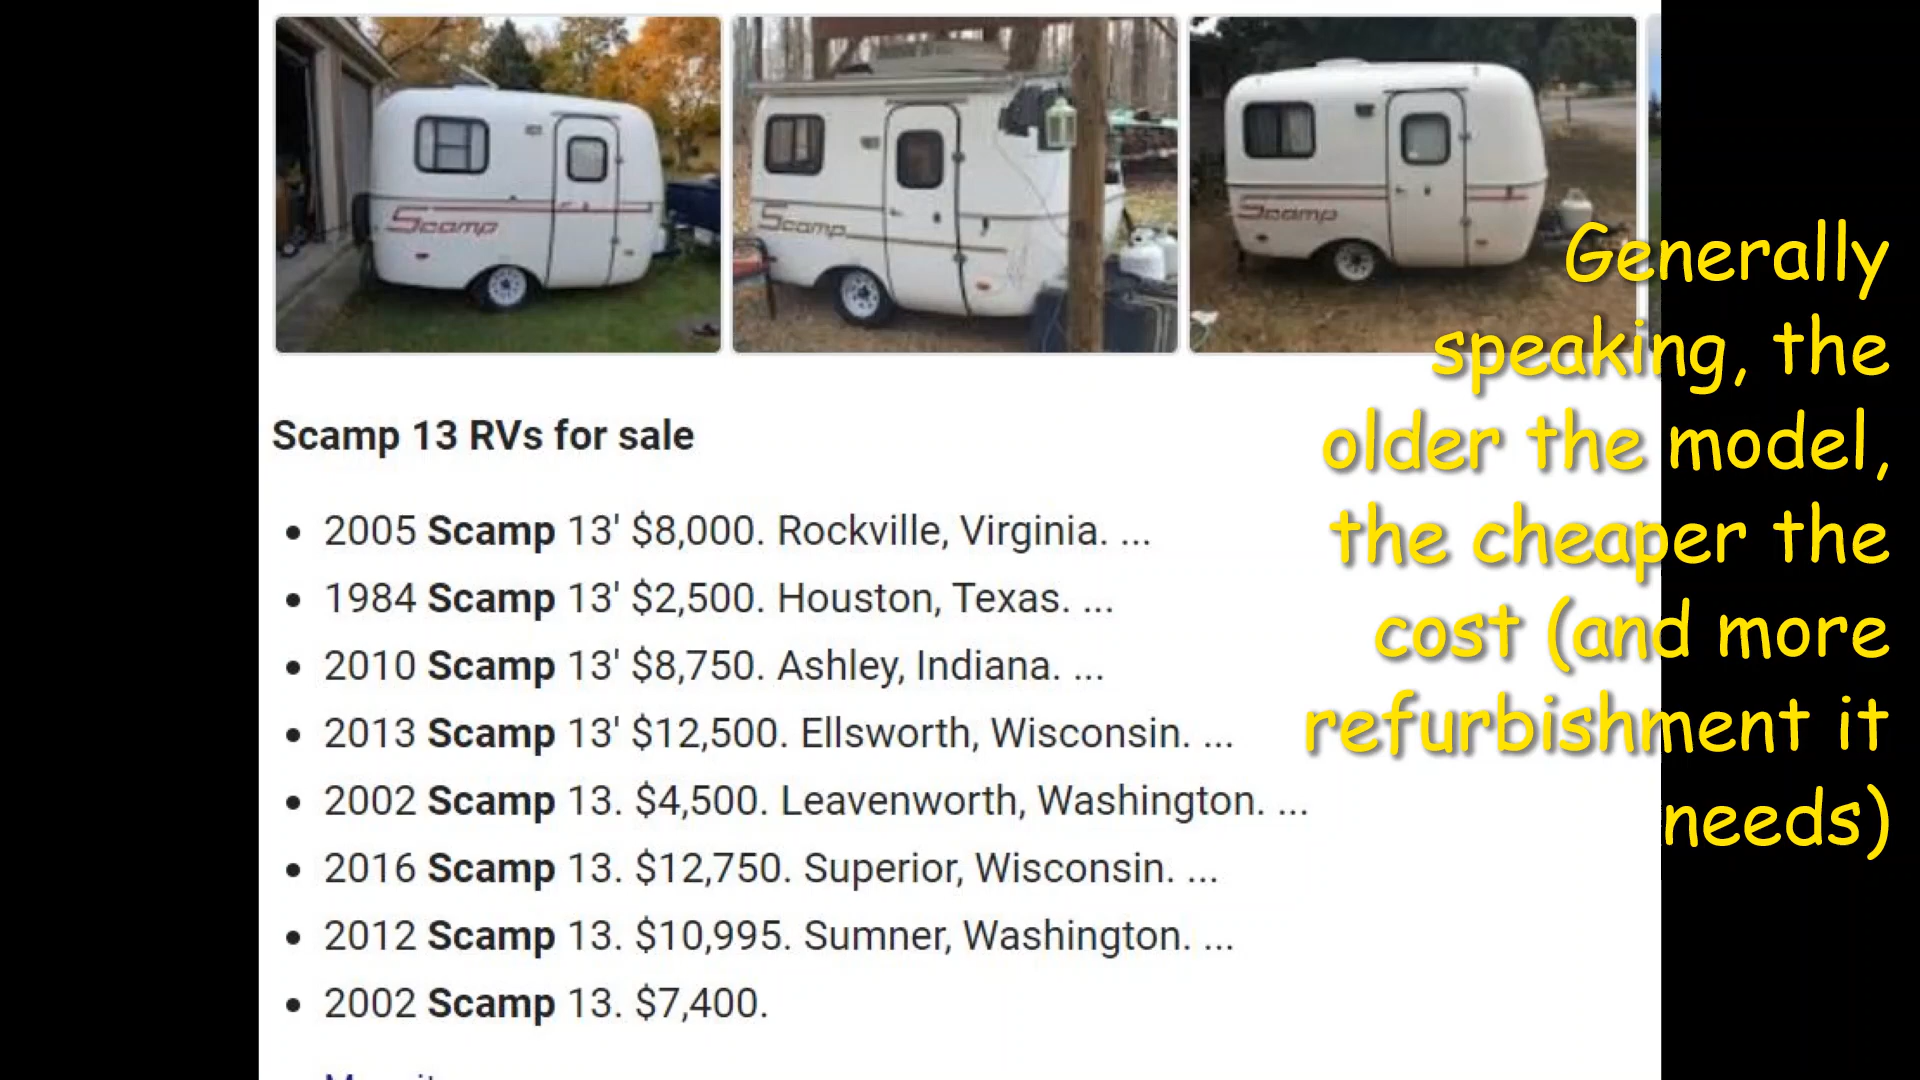 Scamp
Scamp
Scamp
Scamp 13 RVs for sale
2005 Scamp 13' $8,000. Rockville, Virginia. ...
1984 Scamp 13' $2,500. Houston, Texas. ...
2010 Scamp 13' $8,750. Ashley, Indiana. ...
2013 Scamp 13' $12,500. Ellsworth, Wisconsin. ...
2002 Scamp 13. $4,500. Leavenworth, Washington. ...
2016 Scamp 13. $12,750. Superior, Wisconsin. ...
2012 Scamp 13. $10,995. Sumner, Washington. ...
2002 Scamp 13. $7,400.
Generally
speaking, the
older the model,
the cheaper the
cost (and more
refurbishment it
needs)